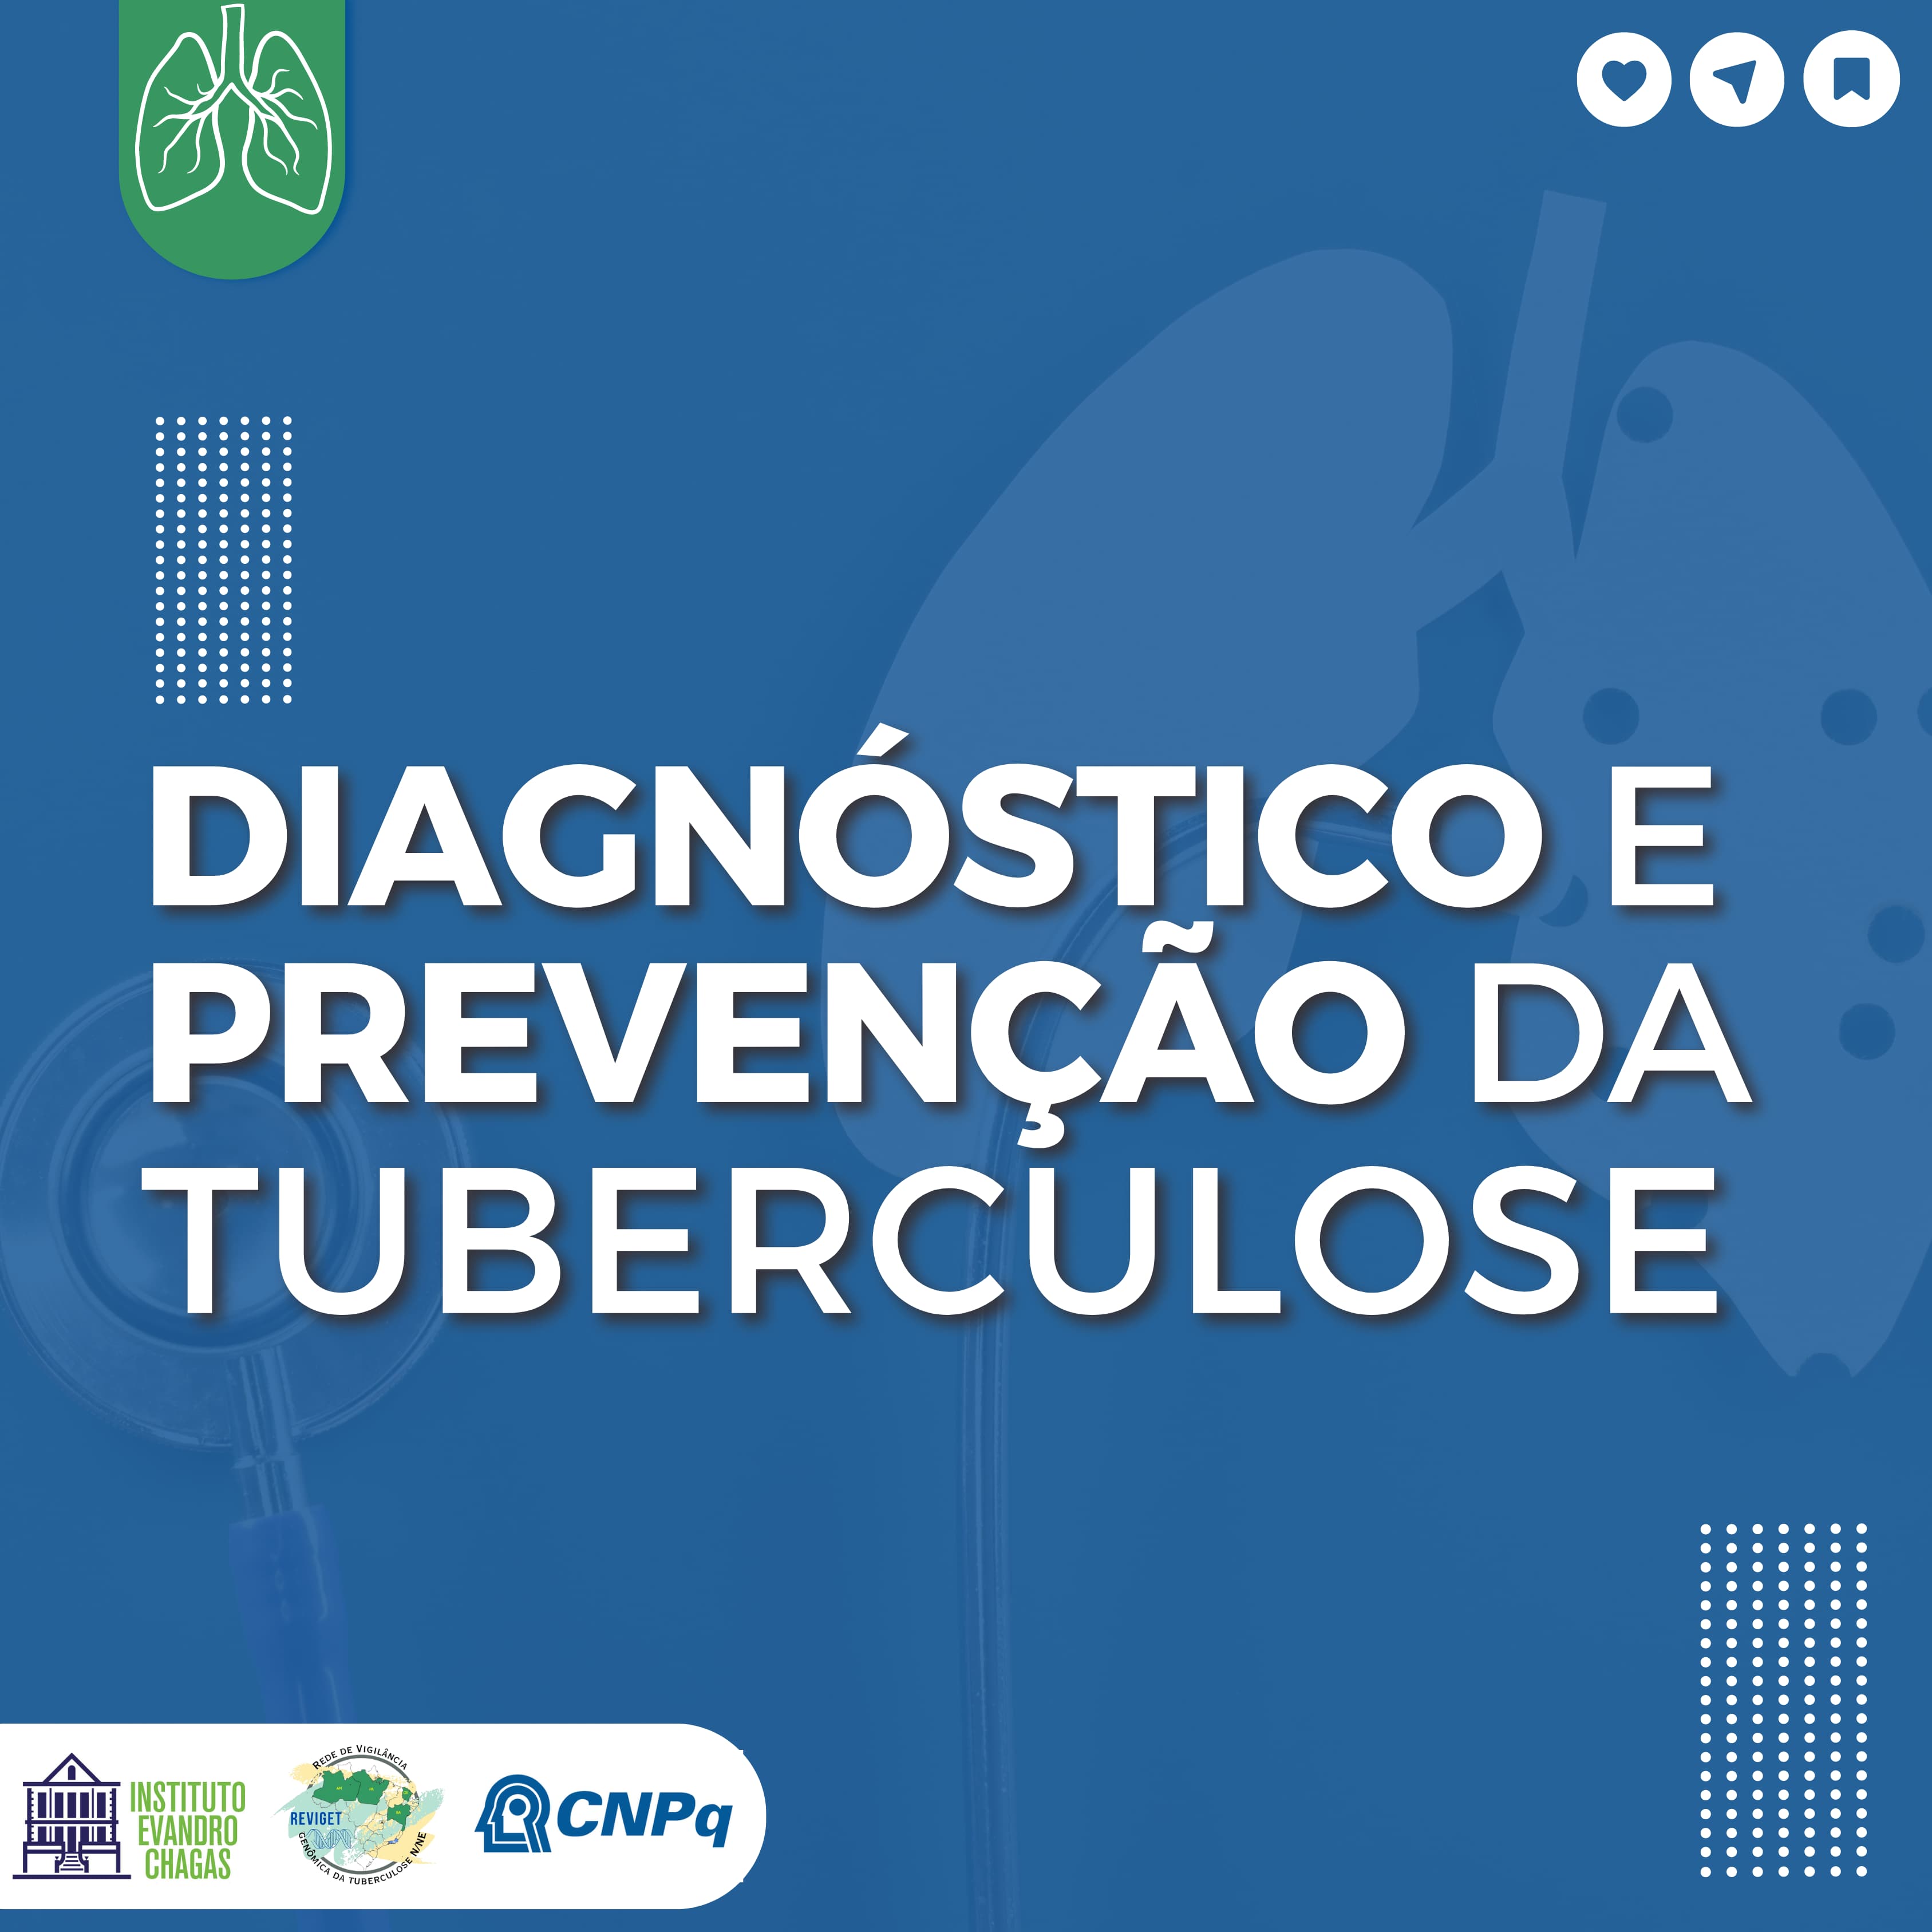 DIAGNÓSTICO E
PREVENÇÃO DA
TUBERCULOSE
INSTITUTO
EVANDRO
CHAGAS
REDE DE VIGILÂNCIA
REVIGET
GENÔMICA DA TUBERCULOSE N/NE
CNPq